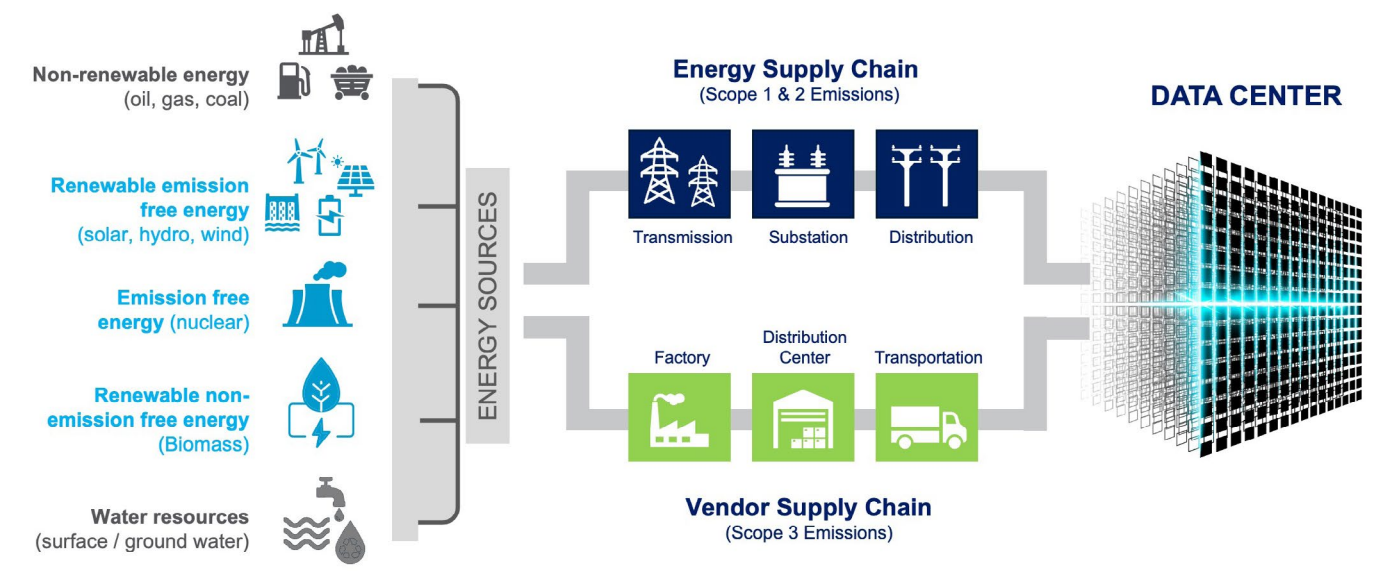 Non-renewable energy
(oil, gas, coal)
Renewable emission
free energy
(solar, hydro, wind)
Emission free
energy (nuclear)
Renewable non-
emission free energy
(Biomass)
Water resources
(surface / ground water)
ENERGY SOURCES
Energy Supply Chain
(Scope 1 & 2 Emissions)
Transmission
Substation
Distribution
Factory
Distribution
Center
Transportation
Vendor Supply Chain
(Scope 3 Emissions)
DATA CENTER